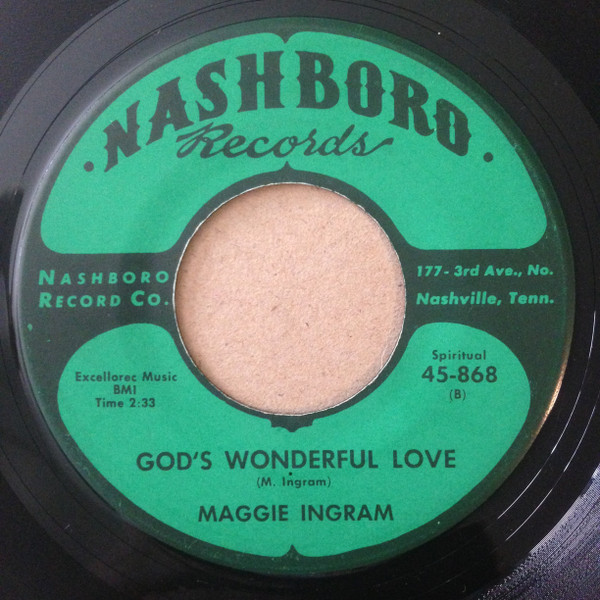 · NASHBORO ·
Records
NASHBORO
RECORD CO.
177 - 3rd Ave., No.
Nashville, Tenn.
Excellorec Music
BMI
Time 2:33
Spiritual
45-868
(B)
GOD'S WONDERFUL LOVE
(M. Ingram)
MAGGIE INGRAM